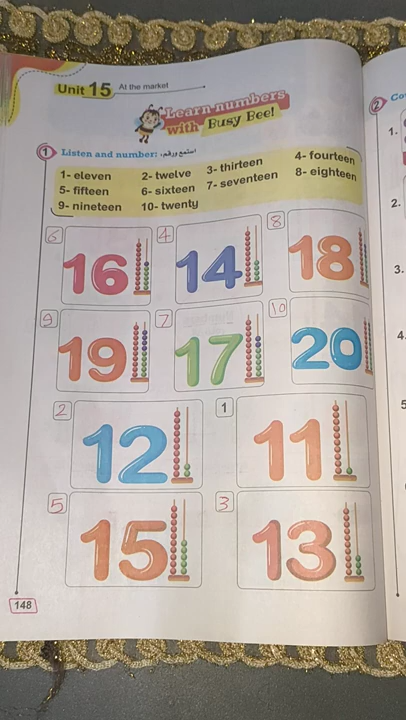 Unit 15 At the market
Learn numbers
with Busy Bee!
1 Listen and number: استمع ورقم:
1- eleven 2- twelve 3- thirteen 4- fourteen
5- fifteen 6- sixteen 7- seventeen 8- eighteen
9- nineteen 10- twenty
6 4 8
16 14 18
9 7 10
19 17 20
2 1
12 11
5 3
15 13
148
2 Co
1.
2.
3.
4.
5